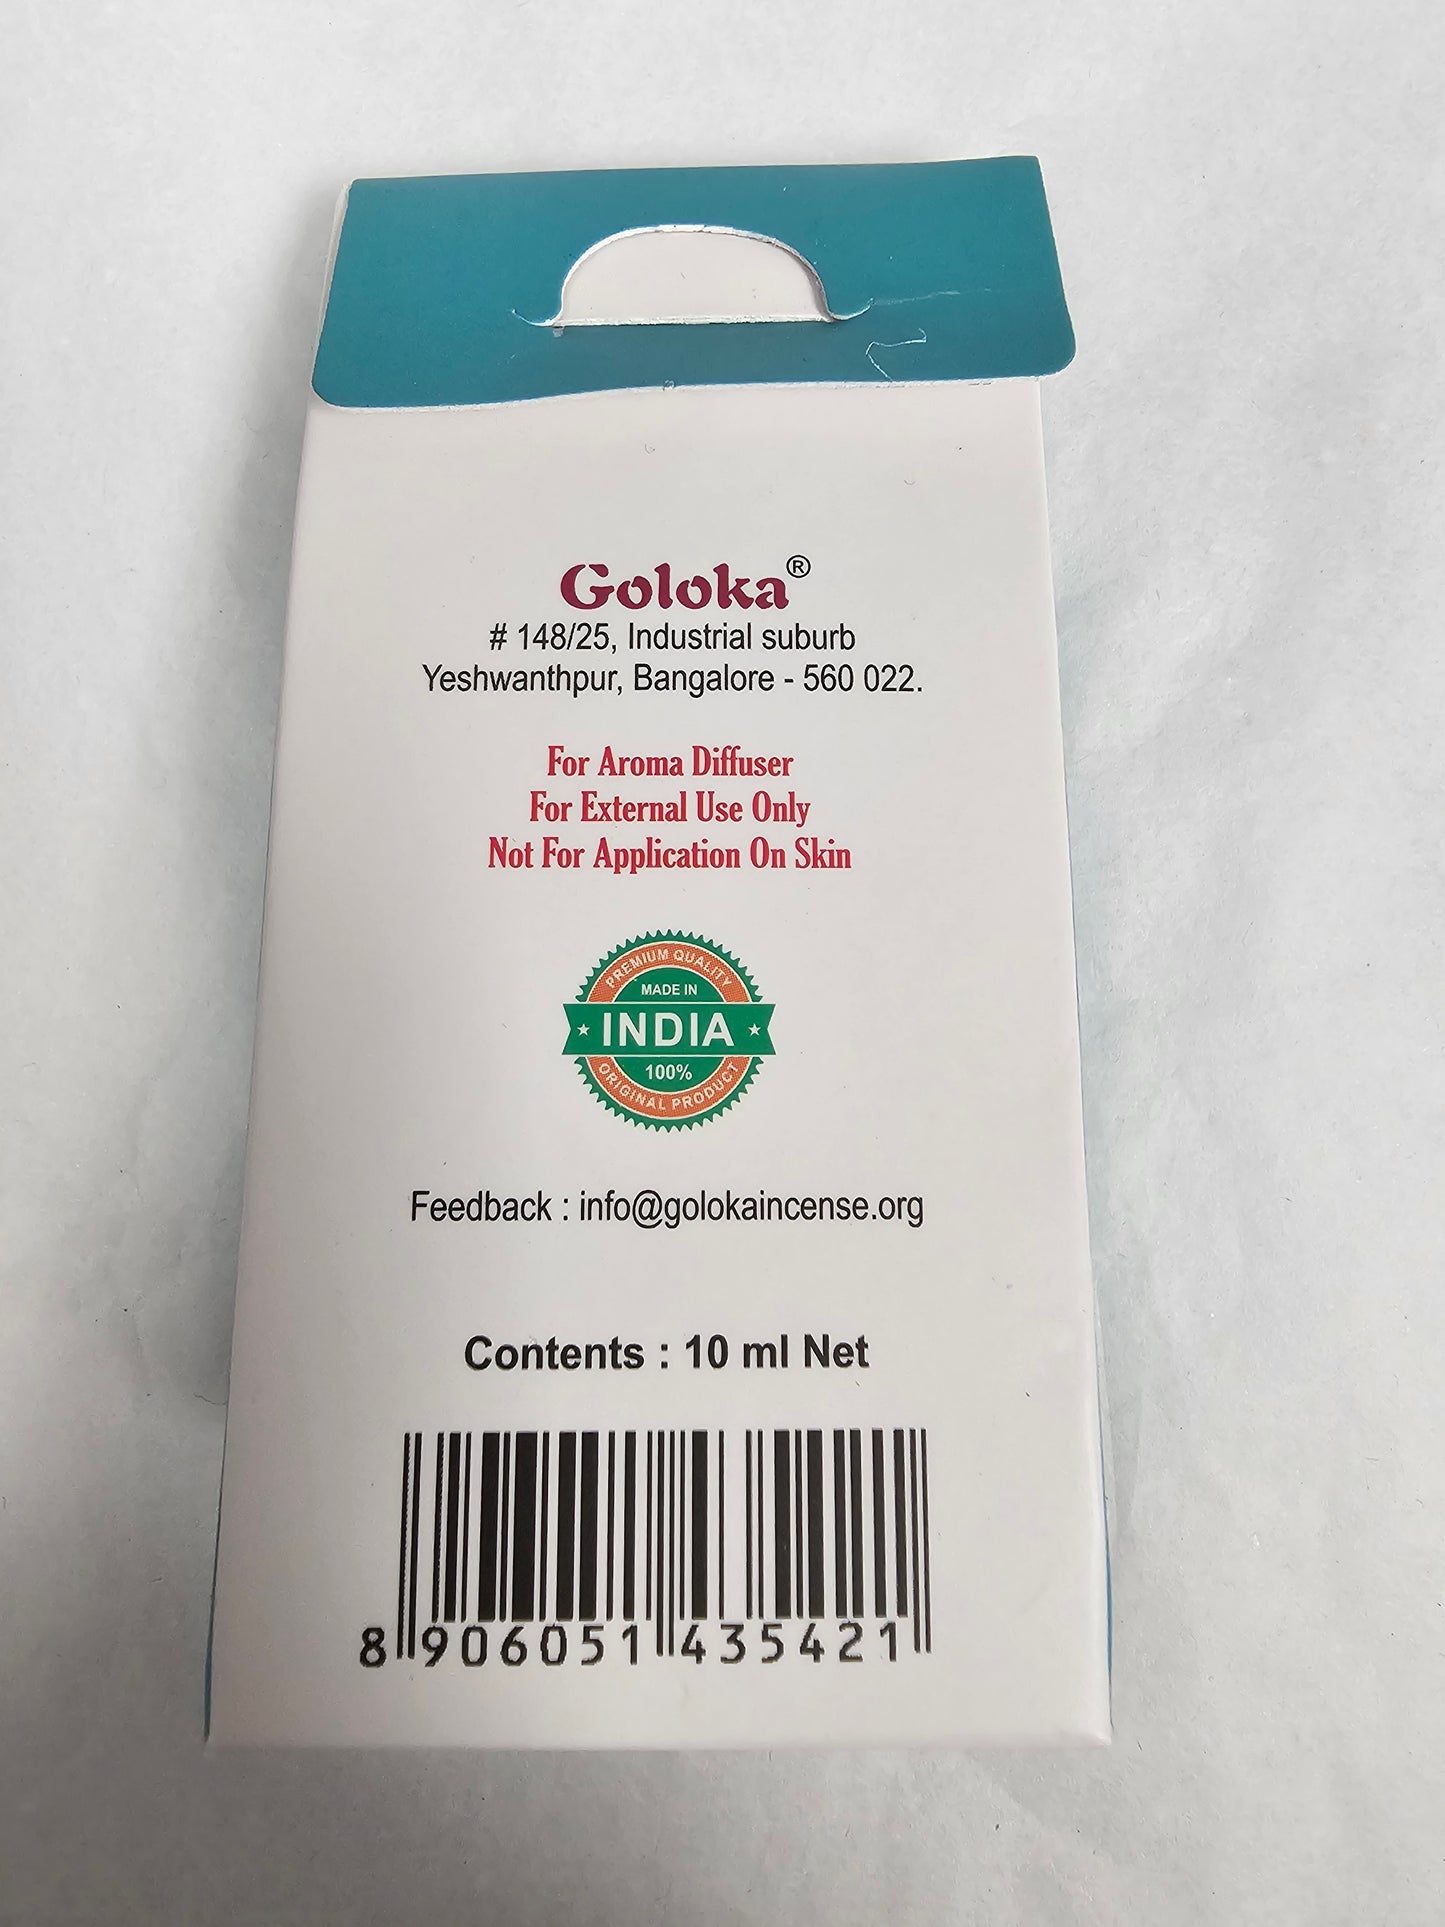 Goloka®
# 148/25, Industrial suburb
Yeshwanthpur, Bangalore - 560 022.
For Aroma Diffuser
For External Use Only
Not For Application On Skin
PREMIUM QUALITY
MADE IN
INDIA
100%
ORIGINAL PRODUCT
Feedback : info@golokaincense.org
Contents : 10 ml Net
8 906051 435421